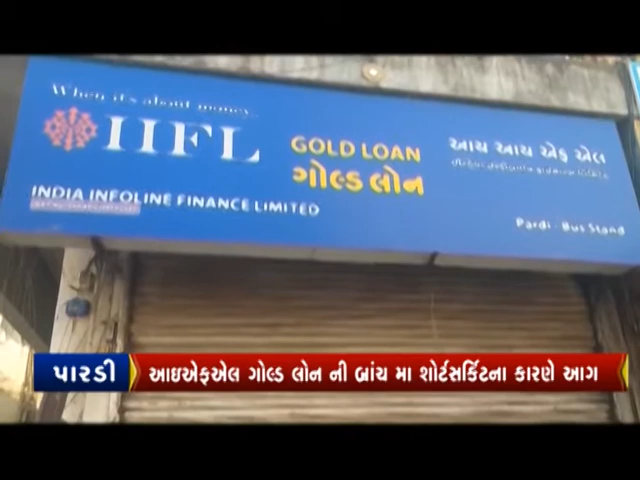 When it's about money...
IIFL
GOLD LOAN
ગોલ્ડ લોન
આય આય એફ એલ
INDIA INFOLINE FINANCE LIMITED
Pardi - Bus Stand
પારડી
આઇએફએલ ગોલ્ડ લોન ની બ્રાંચ મા શોર્ટસર્કિટના કારણે આગ